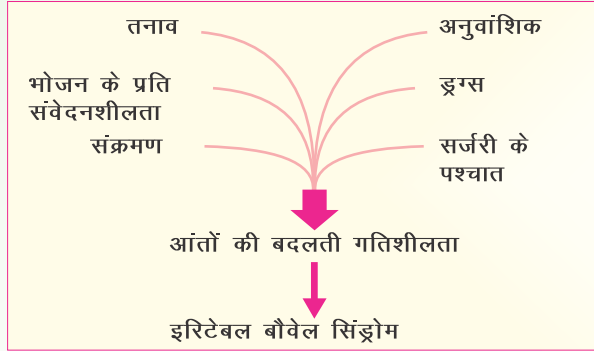 तनाव
अनुवांशिक
भोजन के प्रति
संवेदनशीलता
ड्रग्स
संक्रमण
सर्जरी के
पश्चात
आंतों की बदलती गतिशीलता
इरिटेबल बौवेल सिंड्रोम